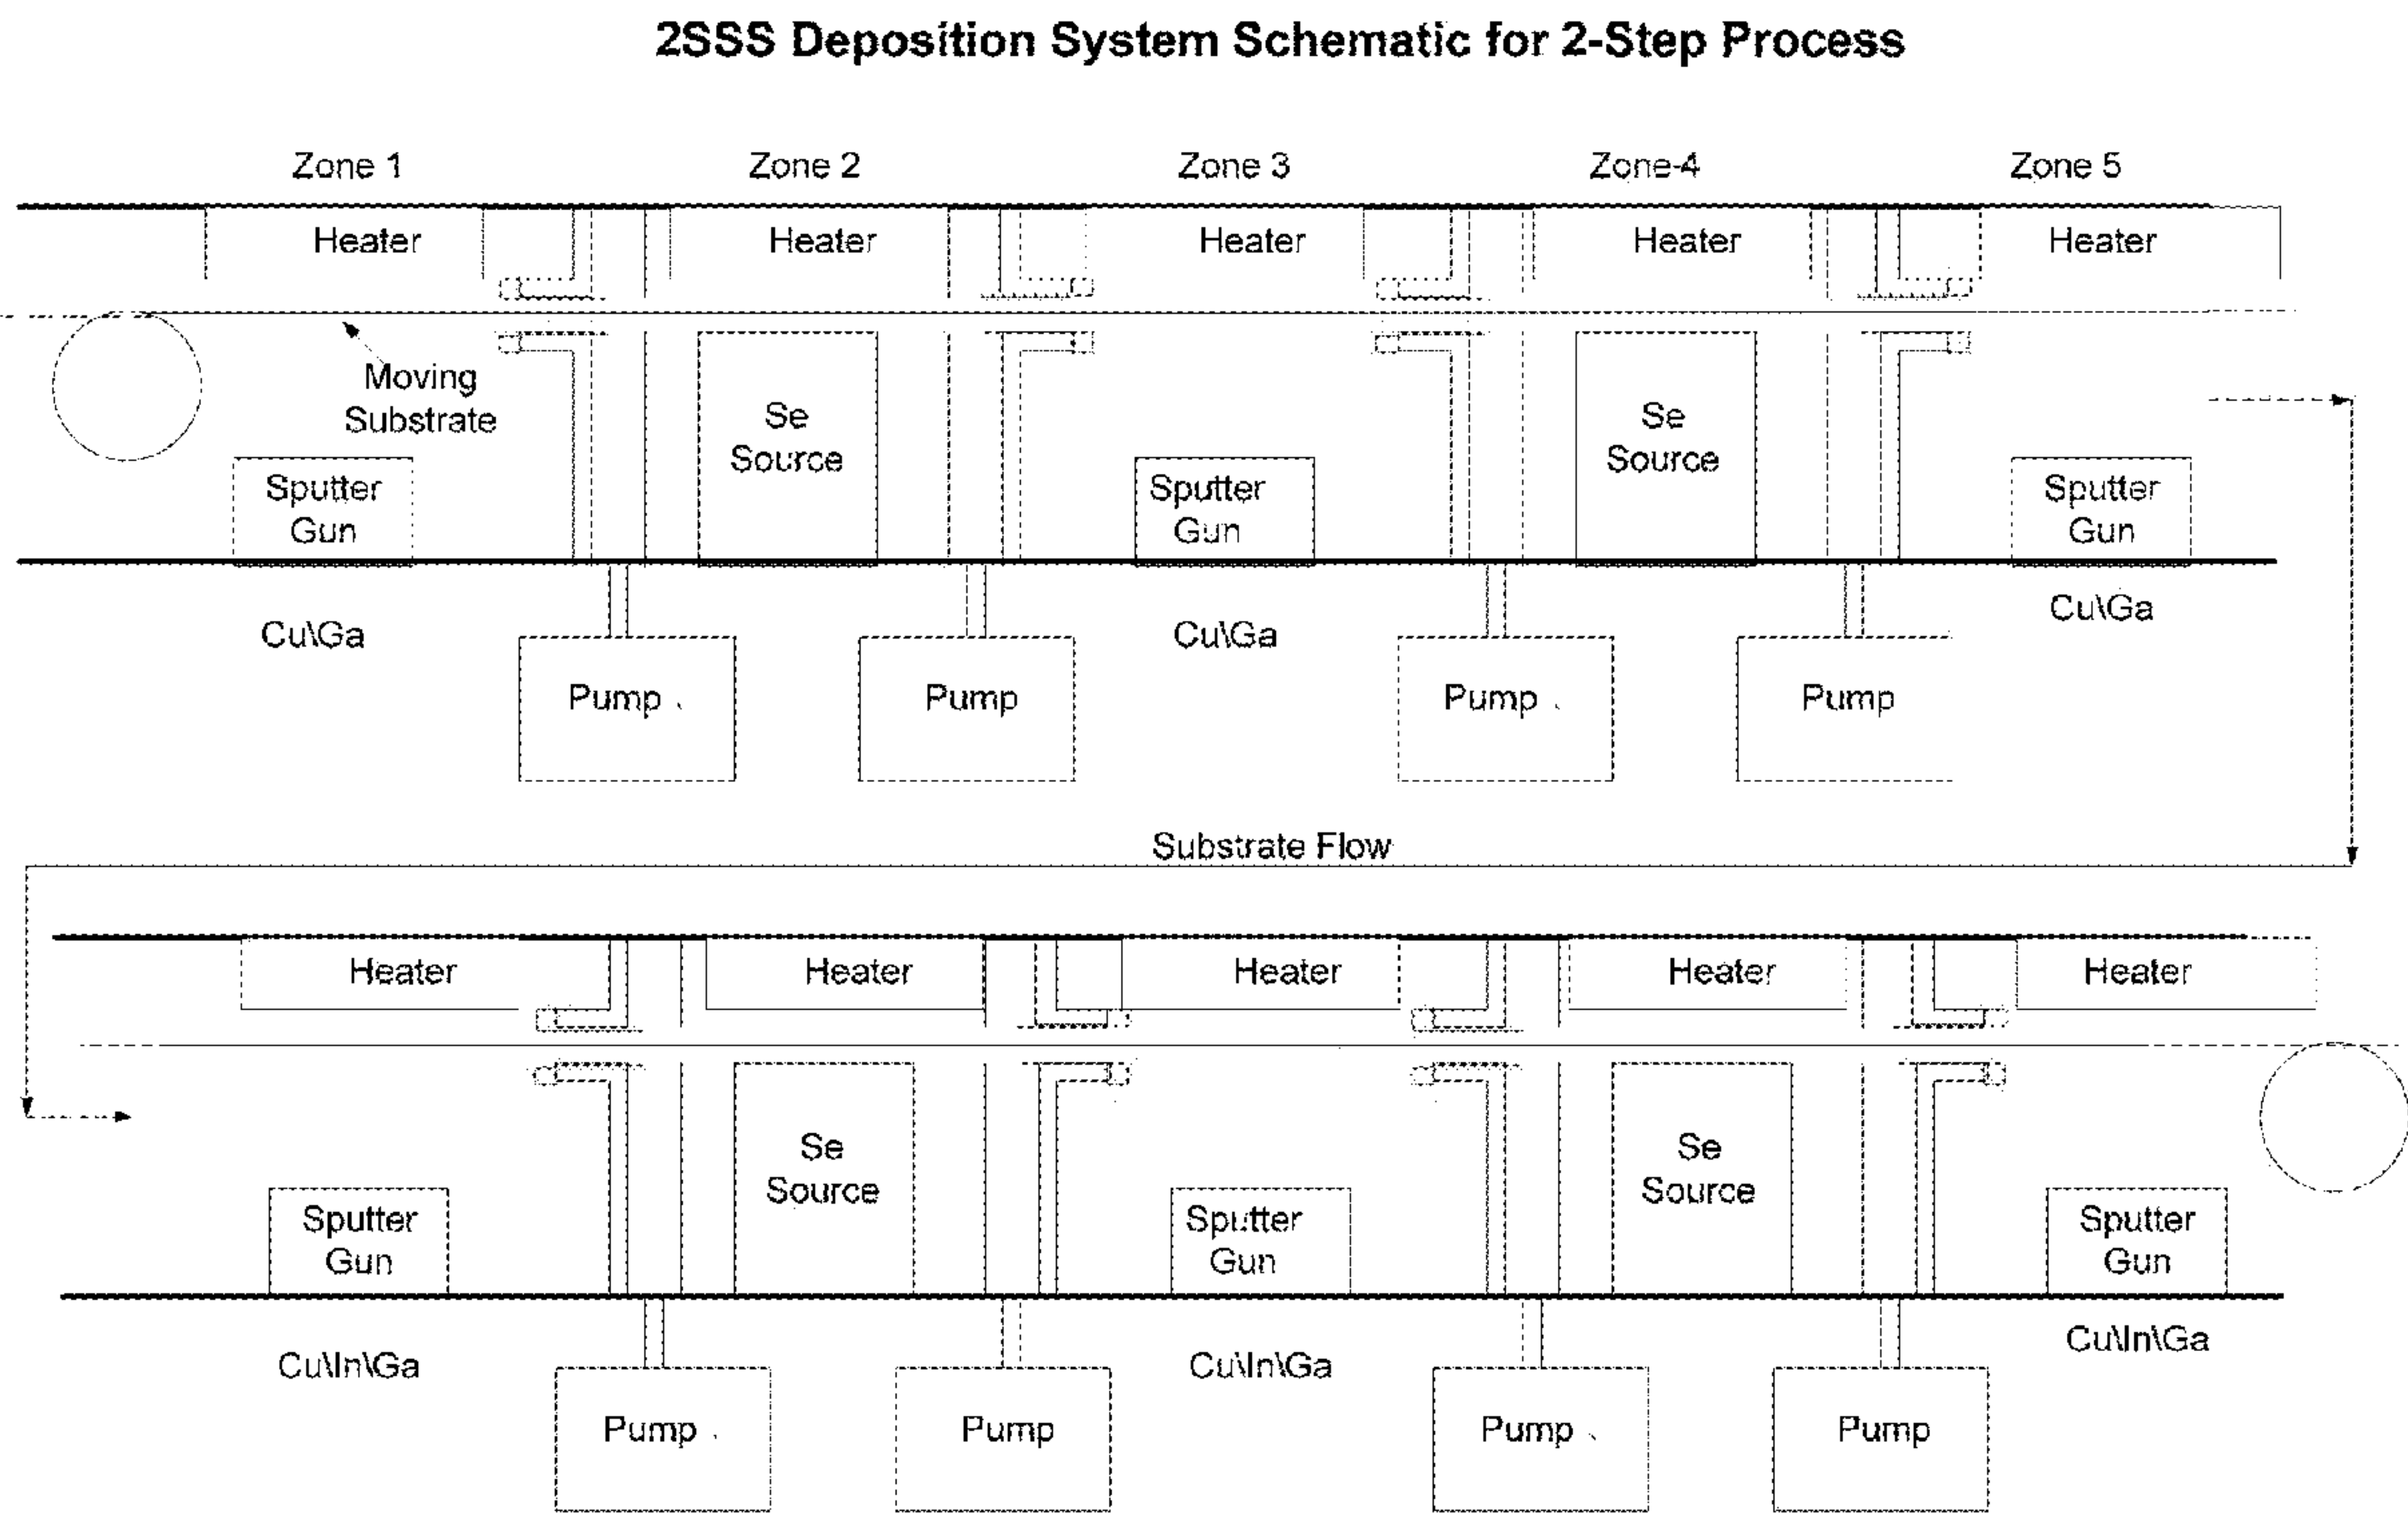 2SSS Deposition System Schematic for 2-Step Process
Zone 1 Zone 2 Zone 3 Zone-4 Zone 5
Heater Heater Heater Heater Heater
Moving
Substrate
Se
Source
Se
Source
Sputter
Gun
Sputter
Gun
Sputter
Gun
Cu\Ga Cu\Ga Cu\Ga
Pump Pump Pump Pump
Substrate Flow
Heater Heater Heater Heater Heater
Se
Source
Se
Source
Sputter
Gun
Sputter
Gun
Sputter
Gun
Cu\In\Ga Cu\In\Ga Cu\In\Ga
Pump Pump Pump Pump